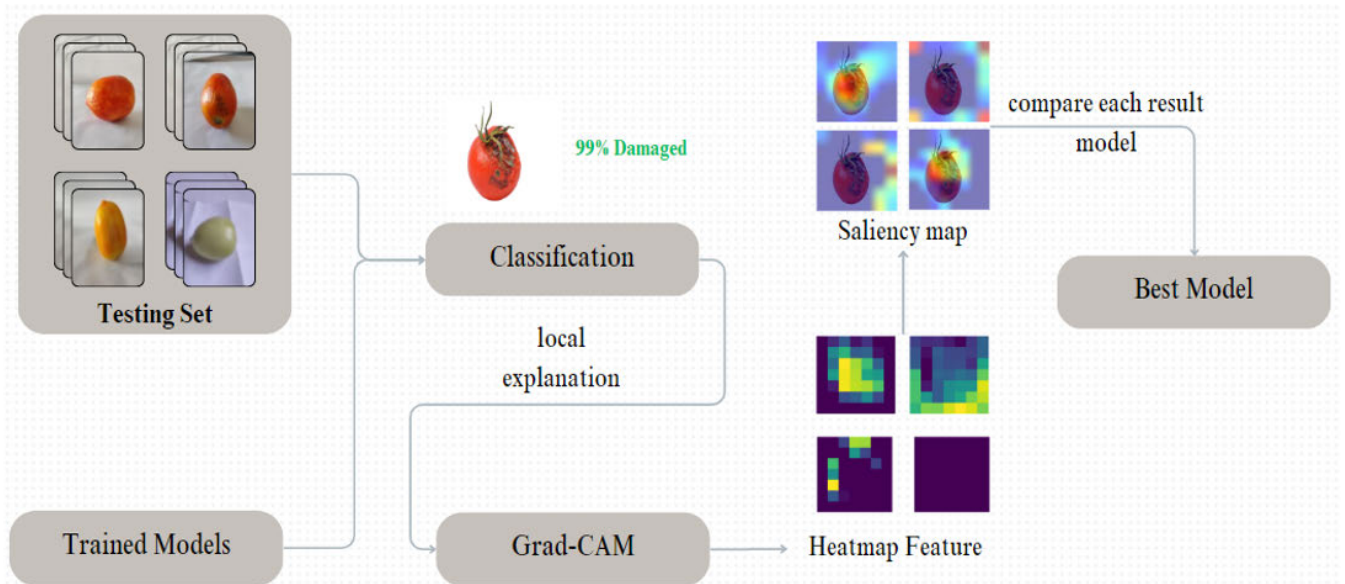 Testing Set
99% Damaged
Classification
local
explanation
Trained Models
Grad-CAM
Heatmap Feature
Saliency map
compare each result
model
Best Model